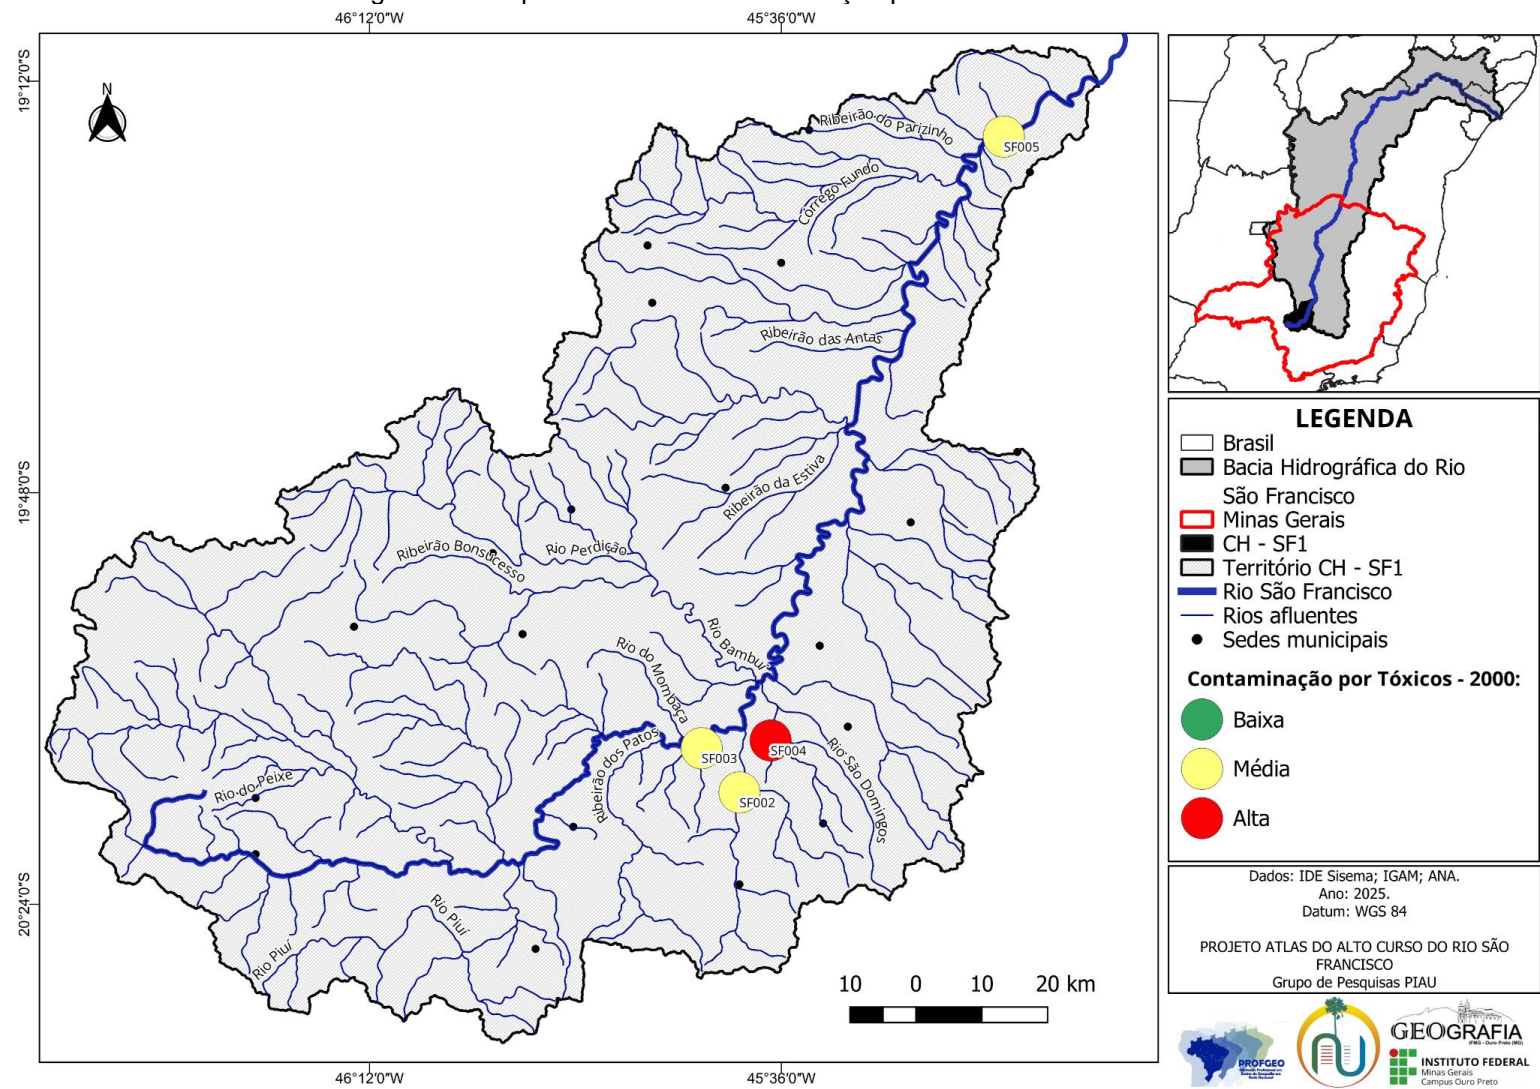 46°12′0″W
45°36′0″W
19°12′0″S
19°48′0″S
20°24′0″S
N
Ribeirão do Parizinho
SF005
Córrego Fundo
Ribeirão das Antas
Ribeirão da Estiva
Ribeirão Bonsucesso
Rio Perdição
Rio Bambuí
Rio do Mombaça
Ribeirão dos Patos
SF003
SF004
SF002
Rio São Domingos
Rio do Peixe
Rio Piuí
Rio Piuí
10 0 10 20 km
46°12′0″W
45°36′0″W
LEGENDA
Brasil
Bacia Hidrográfica do Rio
São Francisco
Minas Gerais
CH - SF1
Território CH - SF1
Rio São Francisco
Rios afluentes
Sedes municipais
Contaminação por Tóxicos - 2000:
Baixa
Média
Alta
Dados: IDE Sisema; IGAM; ANA.
Ano: 2025.
Datum: WGS 84
PROJETO ATLAS DO ALTO CURSO DO RIO SÃO
FRANCISCO
Grupo de Pesquisas PIAU
PROFGEO
GEOGRAFIA
IFMG - Ouro Preto (MG)
INSTITUTO FEDERAL
Minas Gerais
Campus Ouro Preto